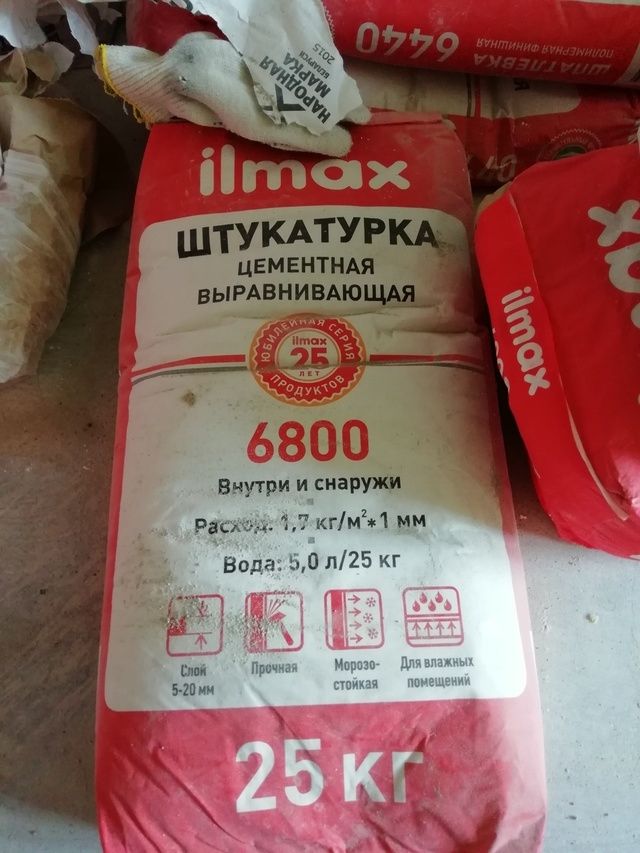 НАРОДНАЯ
МАРКА
БЕЛАРУСИ
2015
ШПАТЛЕВКА
ПОЛИМЕРНАЯ ФИНИШНАЯ
6440
ilmax
ШТУКАТУРКА
ЦЕМЕНТНАЯ
ВЫРАВНИВАЮЩАЯ
ЮБИЛЕЙНАЯ СЕРИЯ
ilmax
25
ЛЕТ
ПРОДУКТОВ
6800
Внутри и снаружи
Расход: 1,7 кг/м²*1 мм
Вода: 5,0 л/25 кг
Слой
5-20 мм
Прочная
Морозо-
стойкая
Для влажных
помещений
25 кг
ilmax